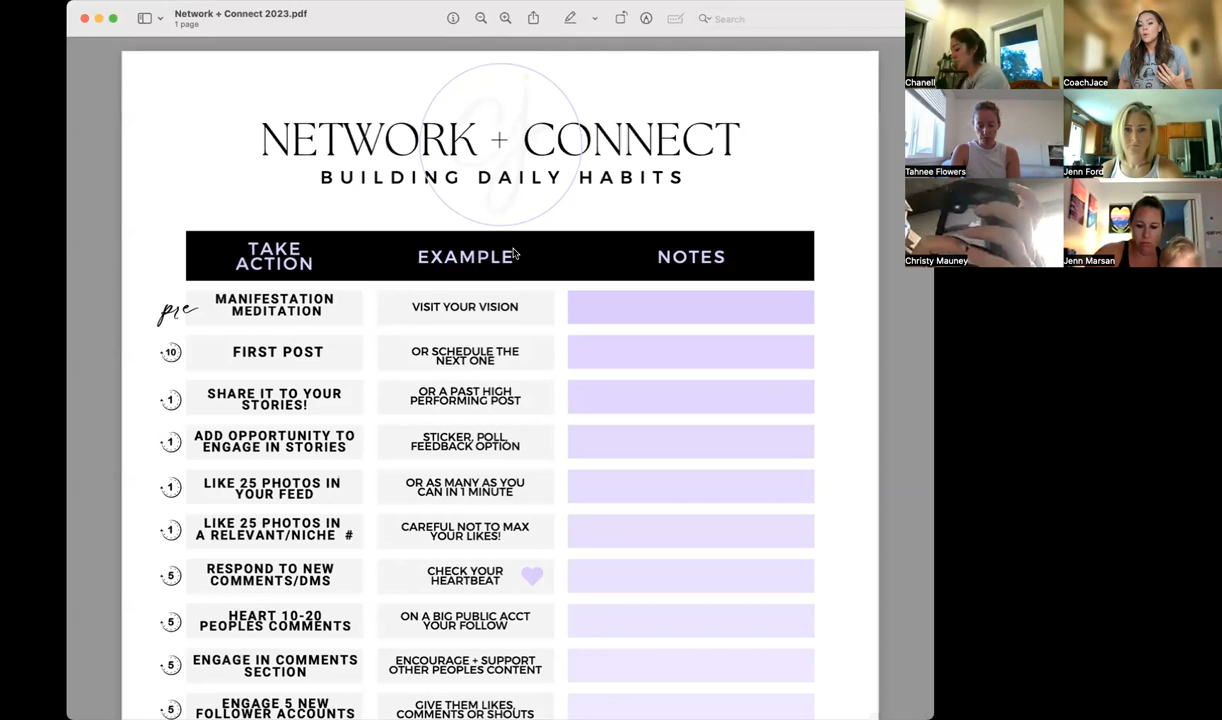 Network + Connect 2023.pdf
1 page
Search
NETWORK + CONNECT
BUILDING DAILY HABITS
TAKE
ACTION
EXAMPLE
NOTES
pre
MANIFESTATION
MEDITATION
VISIT YOUR VISION
10
FIRST POST
OR SCHEDULE THE
NEXT ONE
1
SHARE IT TO YOUR
STORIES!
OR A PAST HIGH
PERFORMING POST
1
ADD OPPORTUNITY TO
ENGAGE IN STORIES
STICKER, POLL,
FEEDBACK OPTION
1
LIKE 25 PHOTOS IN
YOUR FEED
OR AS MANY AS YOU
CAN IN 1 MINUTE
1
LIKE 25 PHOTOS IN
A RELEVANT/NICHE #
CAREFUL NOT TO MAX
YOUR LIKES!
5
RESPOND TO NEW
COMMENTS/DMS
CHECK YOUR
HEARTBEAT
5
HEART 10-20
PEOPLES COMMENTS
ON A BIG PUBLIC ACCT
YOUR FOLLOW
5
ENGAGE IN COMMENTS
SECTION
ENCOURAGE + SUPPORT
OTHER PEOPLES CONTENT
5
ENGAGE 5 NEW
FOLLOWER ACCOUNTS
GIVE THEM LIKES,
COMMENTS OR SHOUTS
Chanell
CoachJace
Tahnee Flowers
Jenn Ford
Christy Mauney
Jenn Marsan